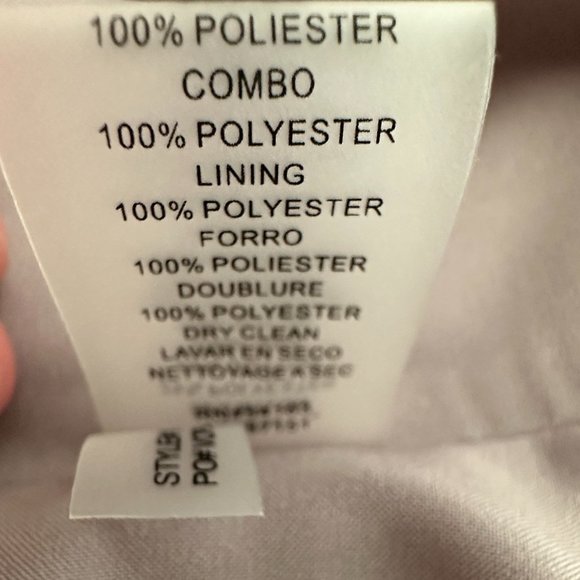 100% POLIESTER
COMBO
100% POLYESTER
LINING
100% POLYESTER
FORRO
100% POLIESTER
DOUBLURE
100% POLYESTER
DRY CLEAN
LAVAR EN SECO
NETTOYAGE A SEC
STYLE#
PO#